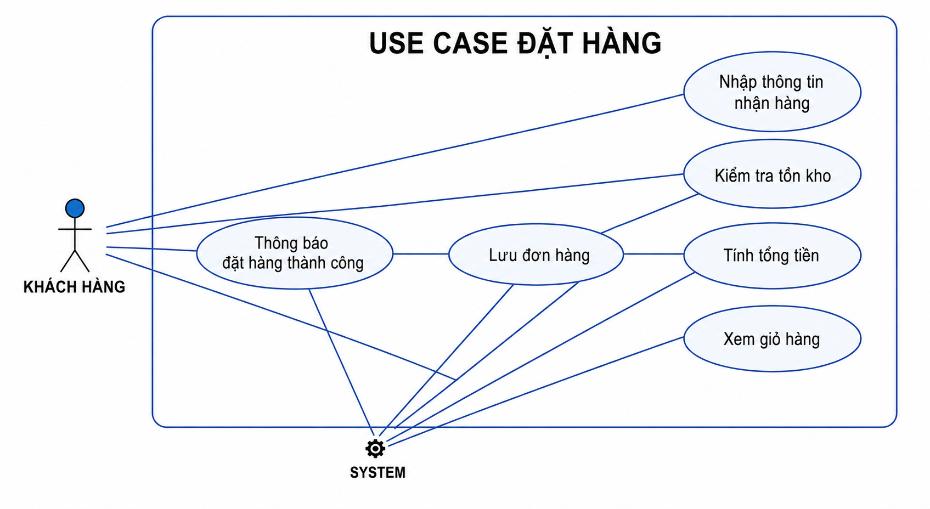 USE CASE ĐẶT HÀNG
Nhập thông tin
nhận hàng
Kiểm tra tồn kho
Thông báo
đặt hàng thành công
Lưu đơn hàng
Tính tổng tiền
KHÁCH HÀNG
Xem giỏ hàng
SYSTEM